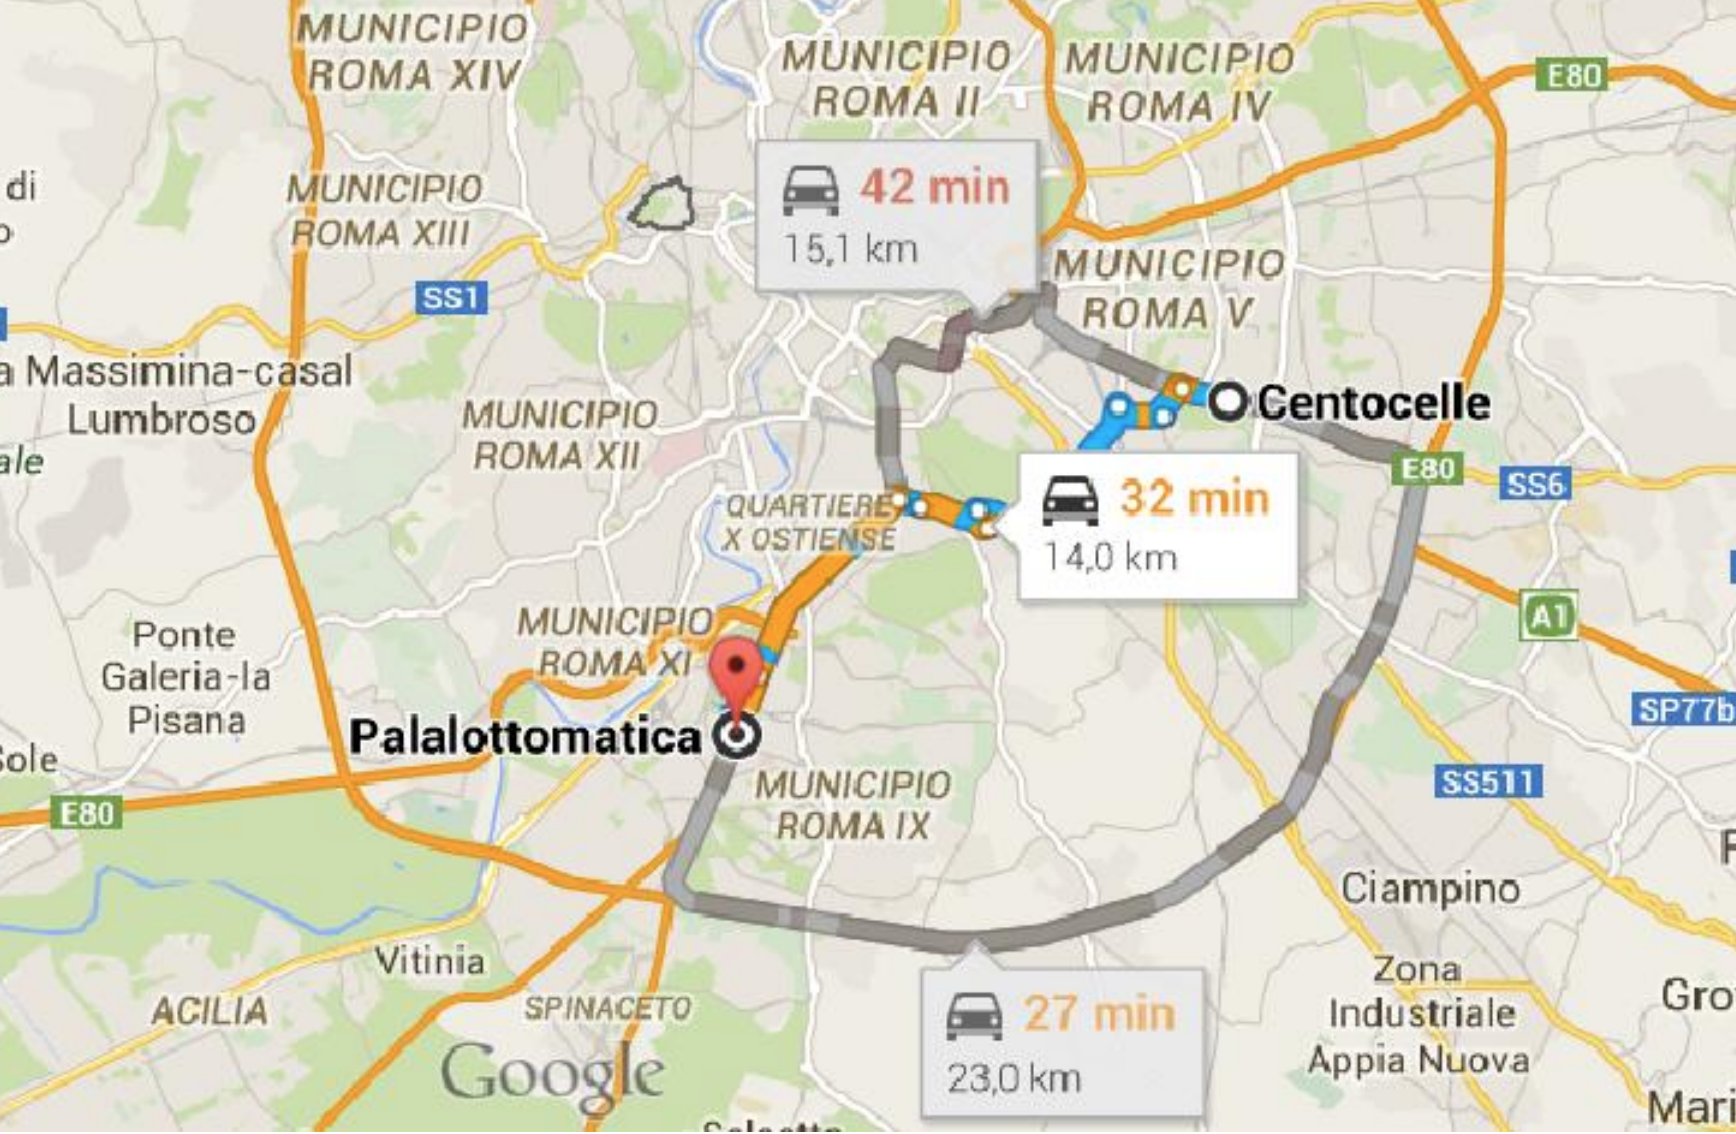 MUNICIPIO
ROMA XIV
MUNICIPIO
ROMA II
MUNICIPIO
ROMA IV
E80
di
MUNICIPIO
ROMA XIII
42 min
15,1 km
MUNICIPIO
ROMA V
SS1
a Massimina-casal
Lumbroso
ale
MUNICIPIO
ROMA XII
Centocelle
E80
SS6
QUARTIERE
X OSTIENSE
32 min
14,0 km
A1
MUNICIPIO
ROMA XI
Ponte
Galeria-la
Pisana
SP77b
Palalottomatica
Sole
E80
MUNICIPIO
ROMA IX
SS511
Ciampino
Vitinia
ACILIA
SPINACETO
Zona
Industriale
Appia Nuova
Gro
27 min
23,0 km
Google
Mari